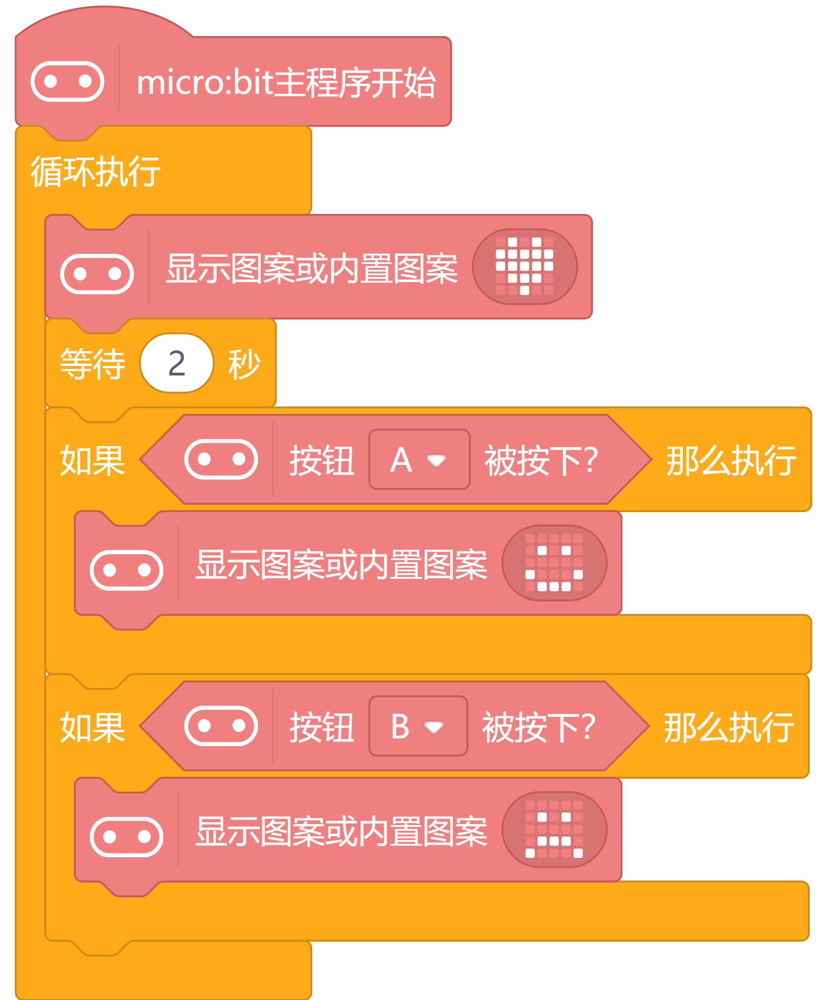 micro:bit主程序开始
循环执行
显示图案或内置图案
等待 2 秒
如果 按钮 A 被按下? 那么执行
显示图案或内置图案
如果 按钮 B 被按下? 那么执行
显示图案或内置图案